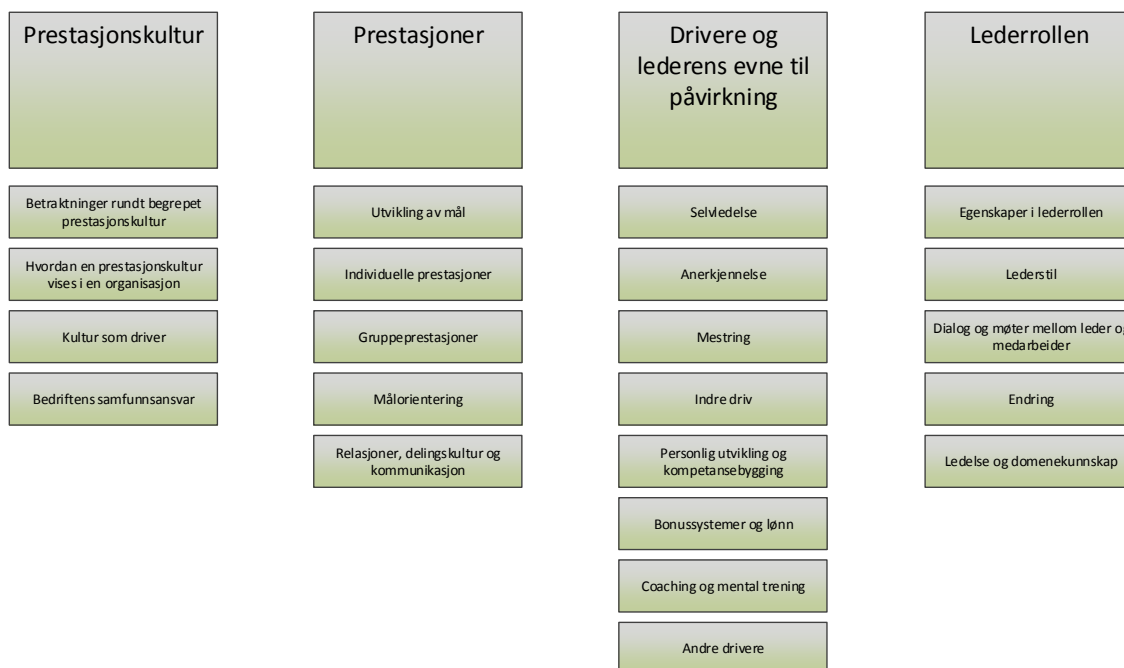 Prestasjonskultur
Betraktninger rundt begrepet
prestasjonskultur
Hvordan en prestasjonskultur
vises i en organisasjon
Kultur som driver
Bedriftens samfunnsansvar
Prestasjoner
Utvikling av mål
Individuelle prestasjoner
Gruppeprestasjoner
Målorientering
Relasjoner, delingskultur og
kommunikasjon
Drivere og
lederens evne til
påvirkning
Selvledelse
Anerkjennelse
Mestring
Indre driv
Personlig utvikling og
kompetansebygging
Bonussystemer og lønn
Coaching og mental trening
Andre drivere
Lederrollen
Egenskaper i lederrollen
Lederstil
Dialog og møter mellom leder og
medarbeider
Endring
Ledelse og domenekunnskap